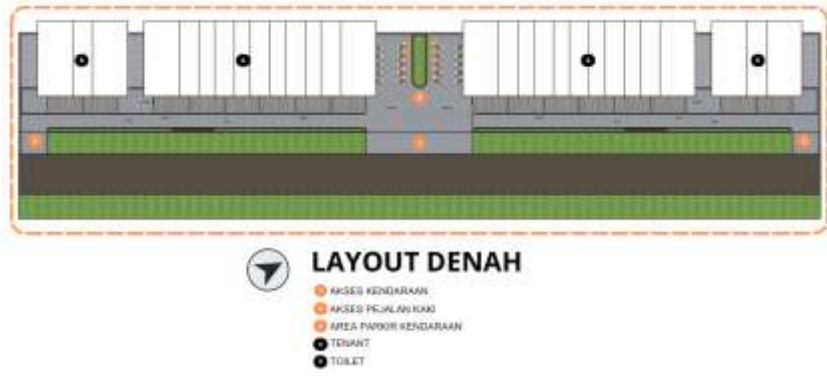 LAYOUT DENAH
AKSES KENDARAAN
AKSES PEJALAN KAKI
AREA PARKIR KENDARAAN
TENANT
TOILET